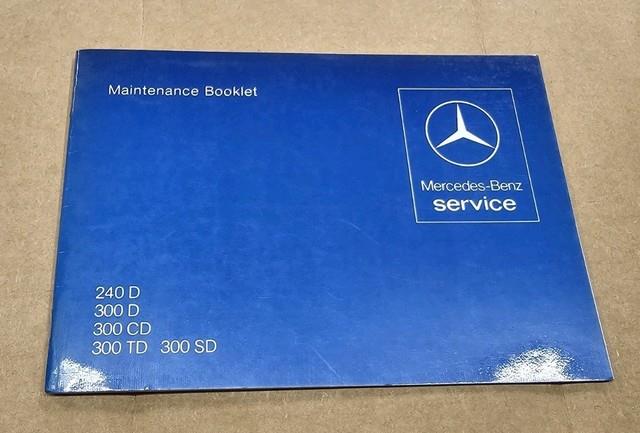 Maintenance Booklet
Mercedes-Benz
service
240 D
300 D
300 CD
300 TD 300 SD